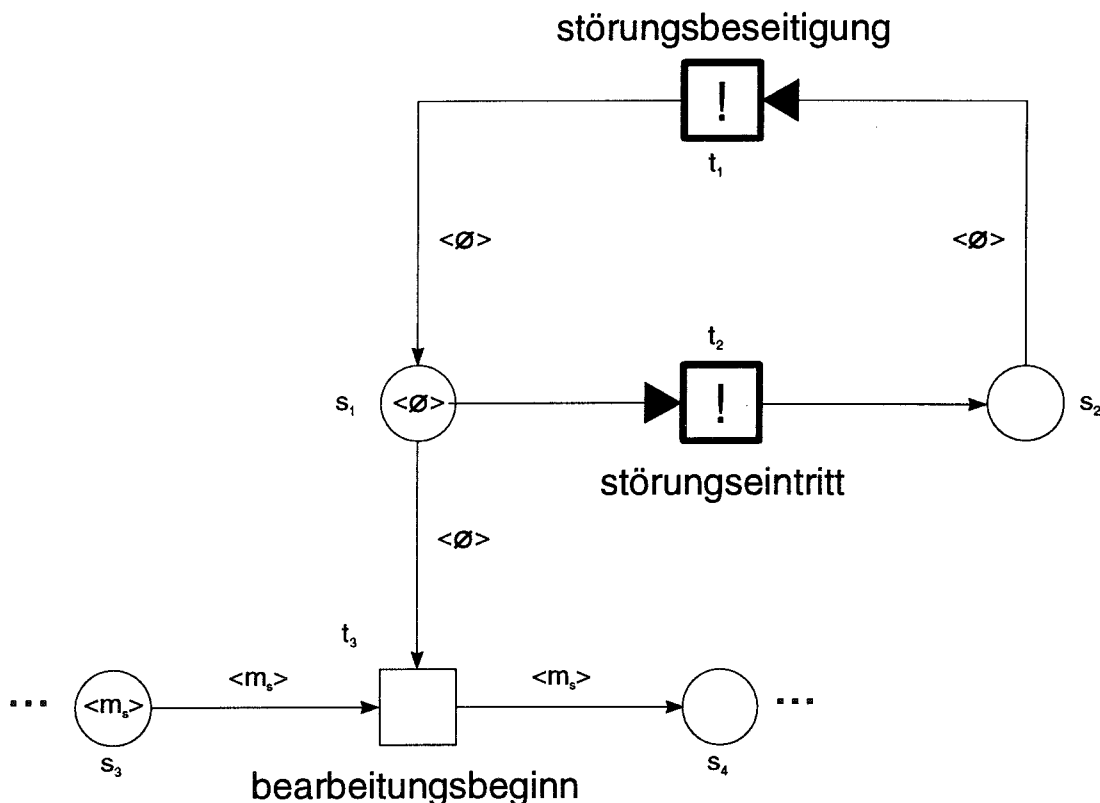 störungsbeseitigung
!
t₁
<Ø>
<Ø>
t₂
s₁
<Ø>
!
s₂
störungseintritt
<Ø>
t₃
<mₛ>
<mₛ>
...
<mₛ>
...
s₃
s₄
bearbeitungsbeginn